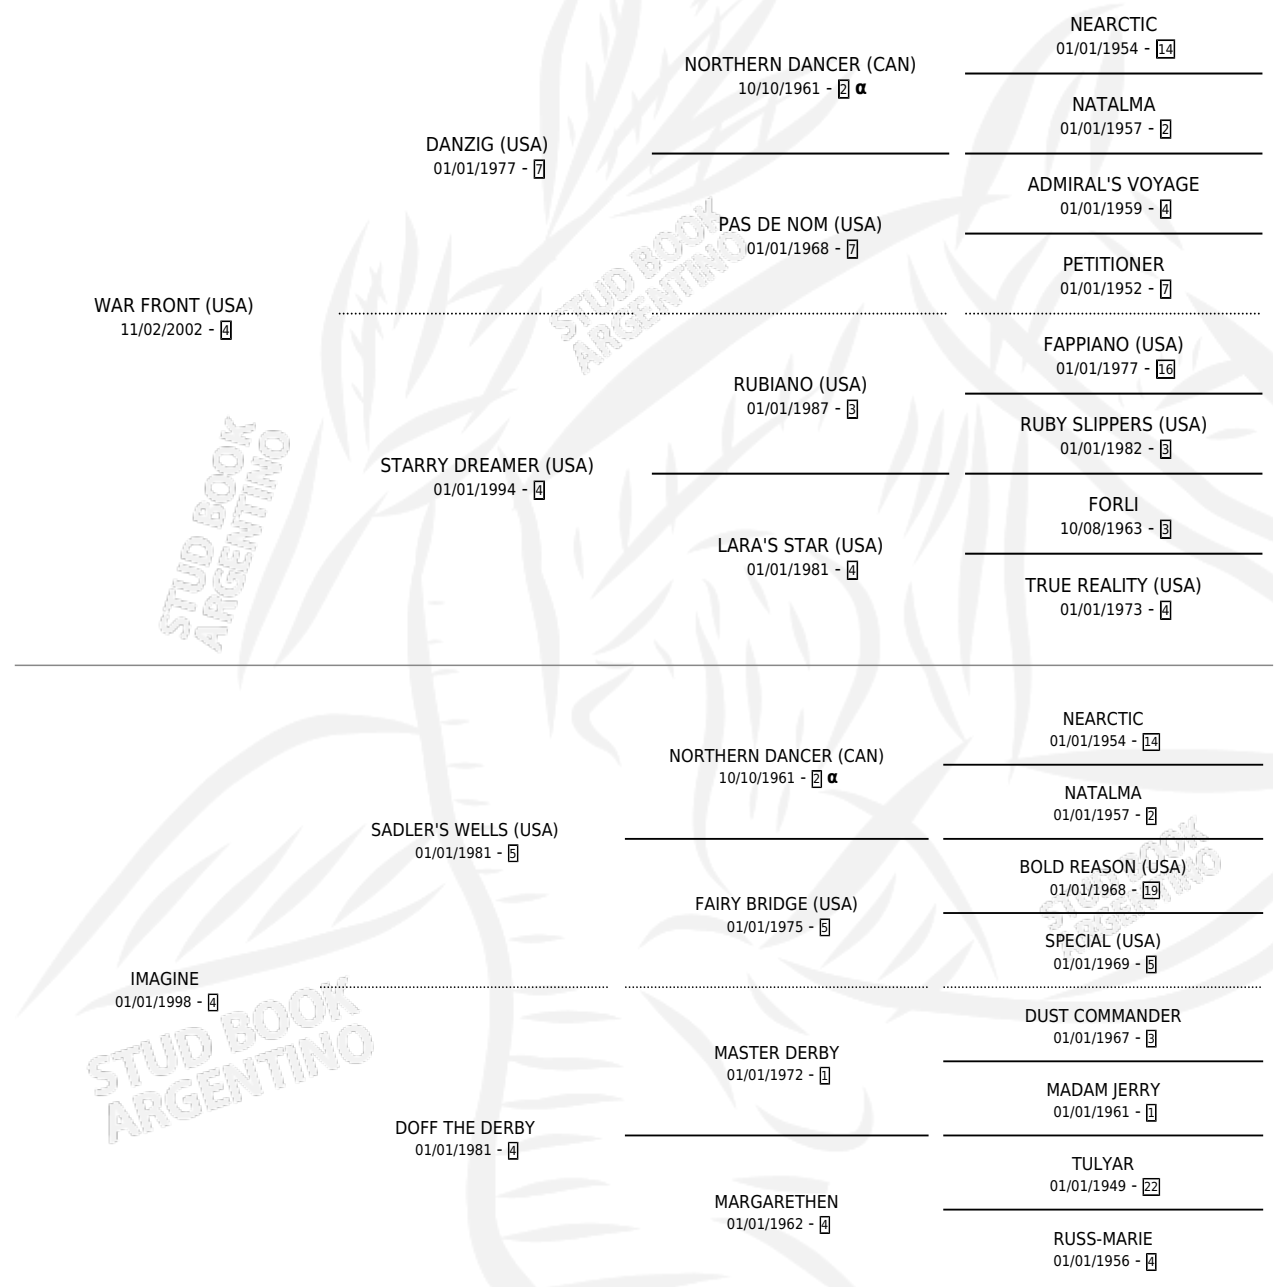 NEARCTIC
01/01/1954 - 14
NORTHERN DANCER (CAN)
10/10/1961 - 2 α
NATALMA
01/01/1957 - 2
DANZIG (USA)
01/01/1977 - 7
ADMIRAL'S VOYAGE
01/01/1959 - 4
PAS DE NOM (USA)
01/01/1968 - 7
PETITIONER
01/01/1952 - 7
WAR FRONT (USA)
11/02/2002 - 4
FAPPIANO (USA)
01/01/1977 - 16
RUBIANO (USA)
01/01/1987 - 3
RUBY SLIPPERS (USA)
01/01/1982 - 3
STARRY DREAMER (USA)
01/01/1994 - 4
FORLI
10/08/1963 - 3
LARA'S STAR (USA)
01/01/1981 - 4
TRUE REALITY (USA)
01/01/1973 - 4
STUD BOOK
ARGENTINO
STUD BOOK
ARGENTINO
NEARCTIC
01/01/1954 - 14
NORTHERN DANCER (CAN)
10/10/1961 - 2 α
NATALMA
01/01/1957 - 2
SADLER'S WELLS (USA)
01/01/1981 - 5
BOLD REASON (USA)
01/01/1968 - 19
FAIRY BRIDGE (USA)
01/01/1975 - 5
SPECIAL (USA)
01/01/1969 - 5
IMAGINE
01/01/1998 - 4
DUST COMMANDER
01/01/1967 - 3
MASTER DERBY
01/01/1972 - 1
MADAM JERRY
01/01/1961 - 1
DOFF THE DERBY
01/01/1981 - 4
TULYAR
01/01/1949 - 22
MARGARETHEN
01/01/1962 - 4
RUSS-MARIE
01/01/1956 - 4
STUD BOOK
ARGENTINO
STUD BOOK
ARGENTINO